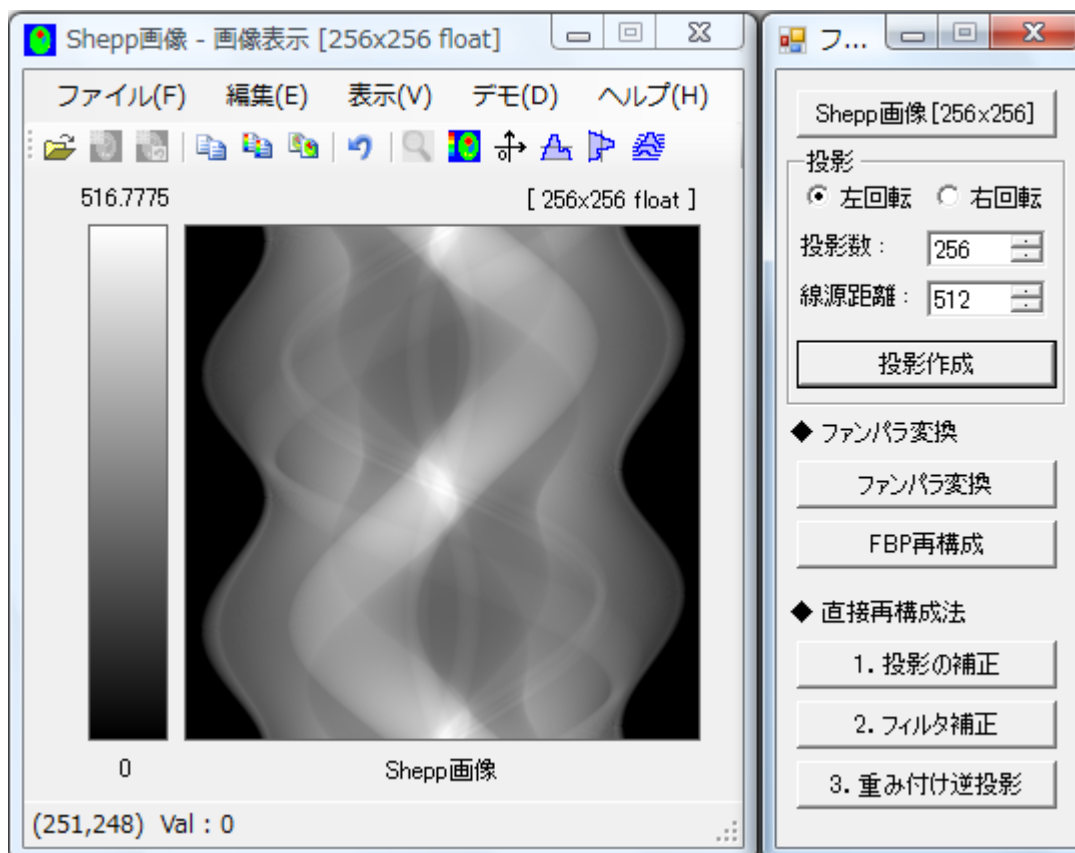 Shepp画像 - 画像表示 [256x256 float]
ファイル(F) 編集(E) 表示(V) デモ(D) ヘルプ(H)
516.7775 [ 256x256 float ]
0 Shepp画像
(251,248) Val : 0
フ...
Shepp画像[256x256]
投影
左回転 右回転
投影数 : 256
線源距離 : 512
投影作成
◆ ファンパラ変換
ファンパラ変換
FBP再構成
◆ 直接再構成法
1. 投影の補正
2. フィルタ補正
3. 重み付け逆投影